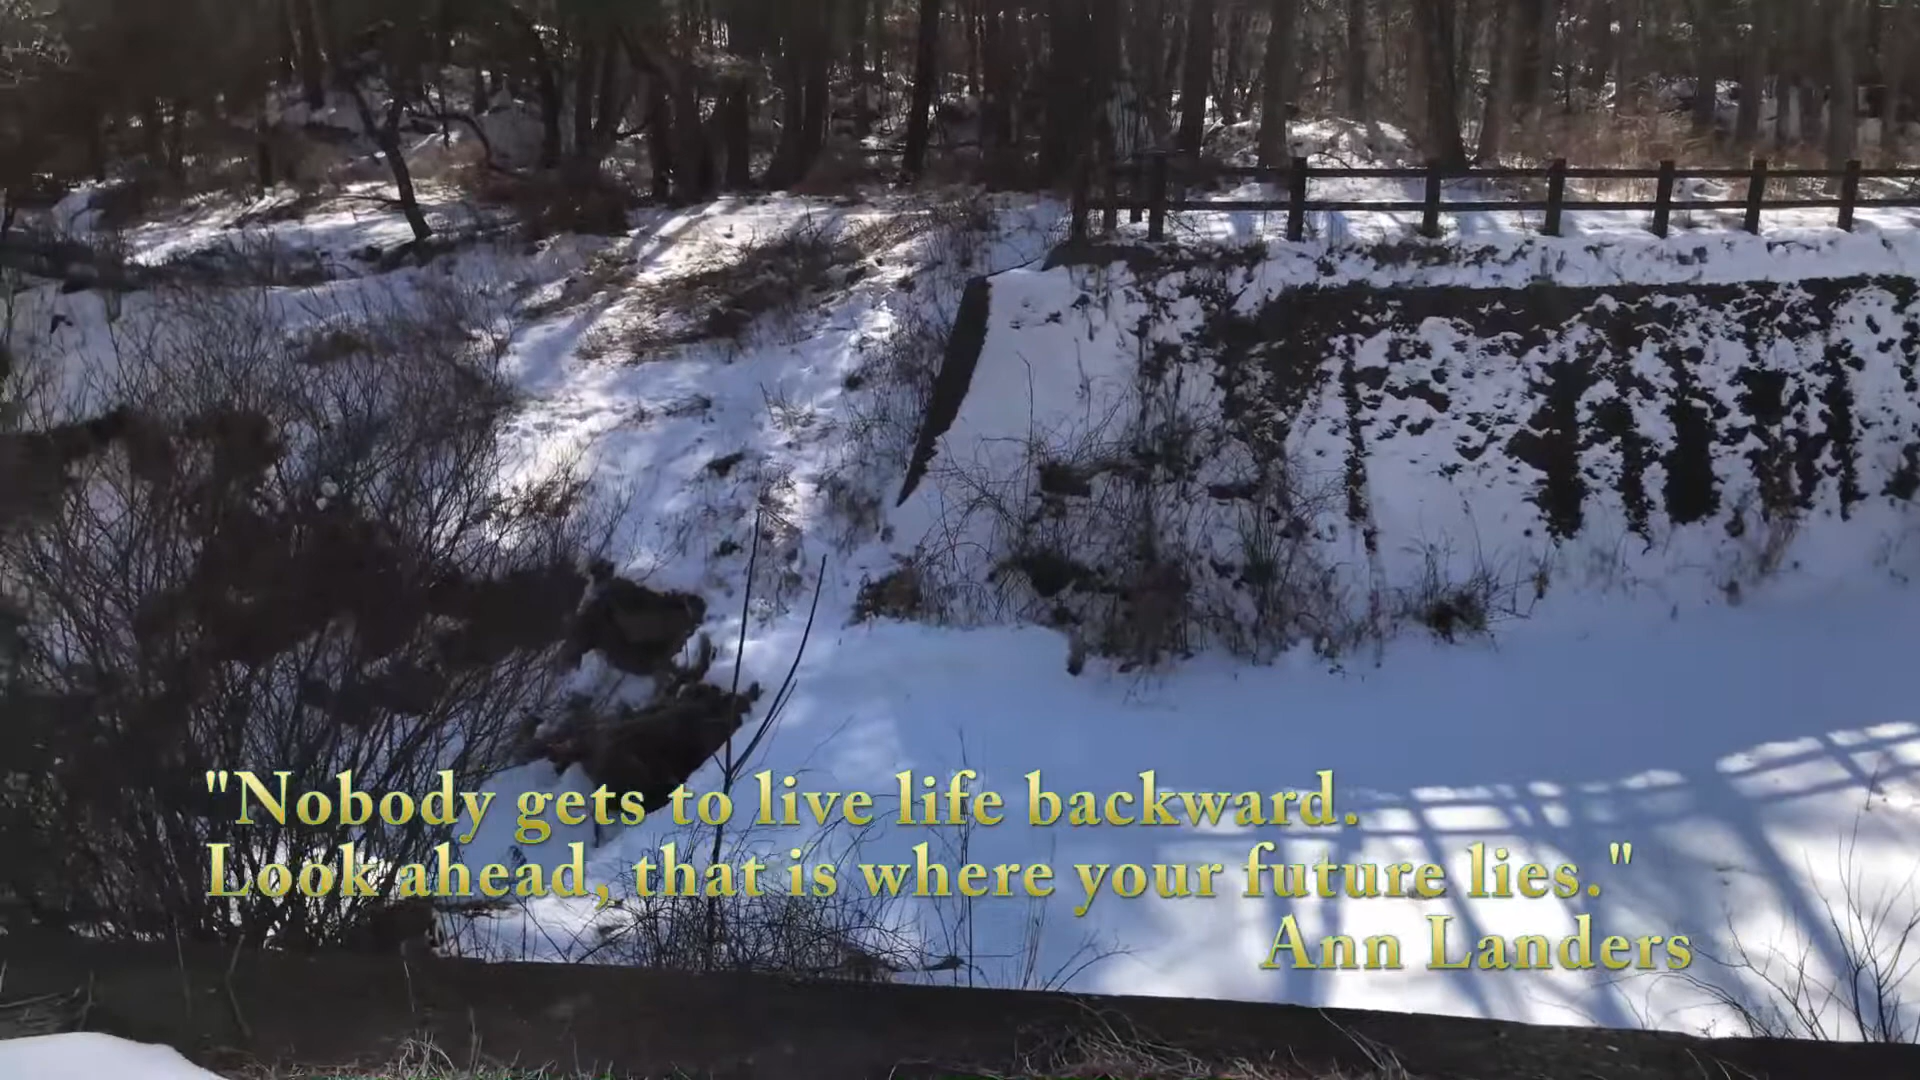 "Nobody gets to live life backward.
Look ahead, that is where your future lies."
Ann Landers